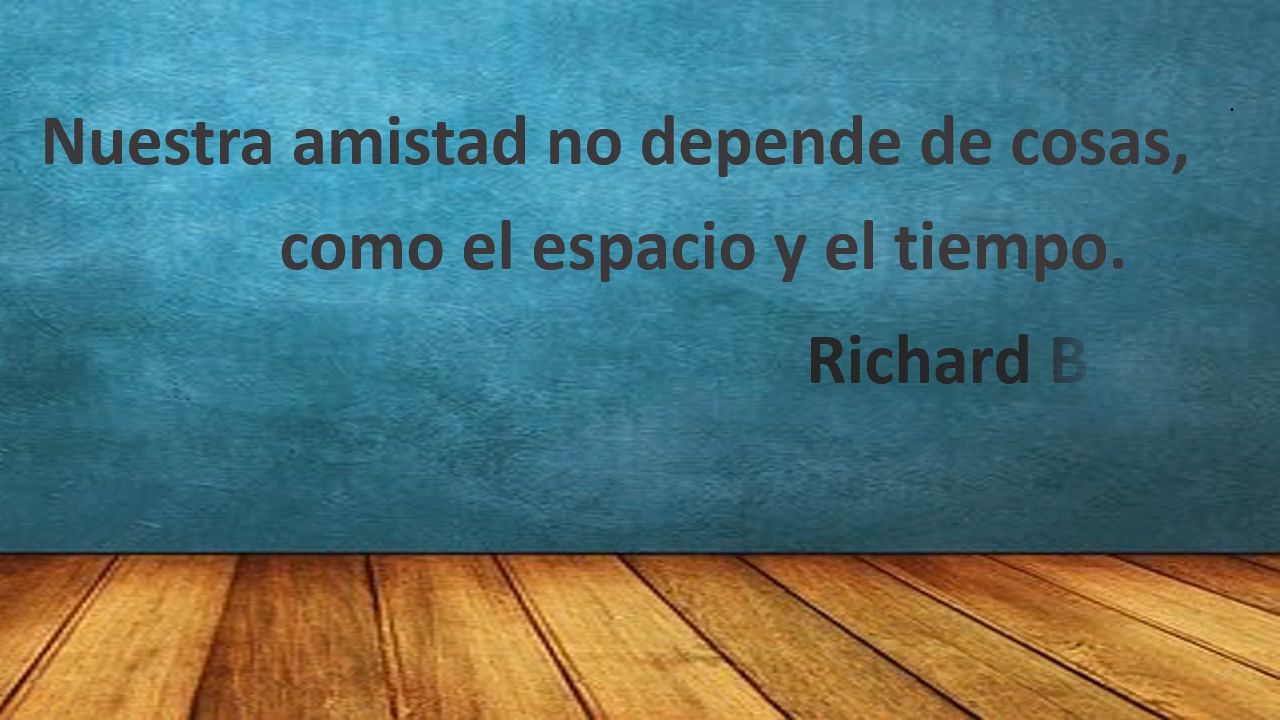 Nuestra amistad no depende de cosas,
como el espacio y el tiempo.
Richard B